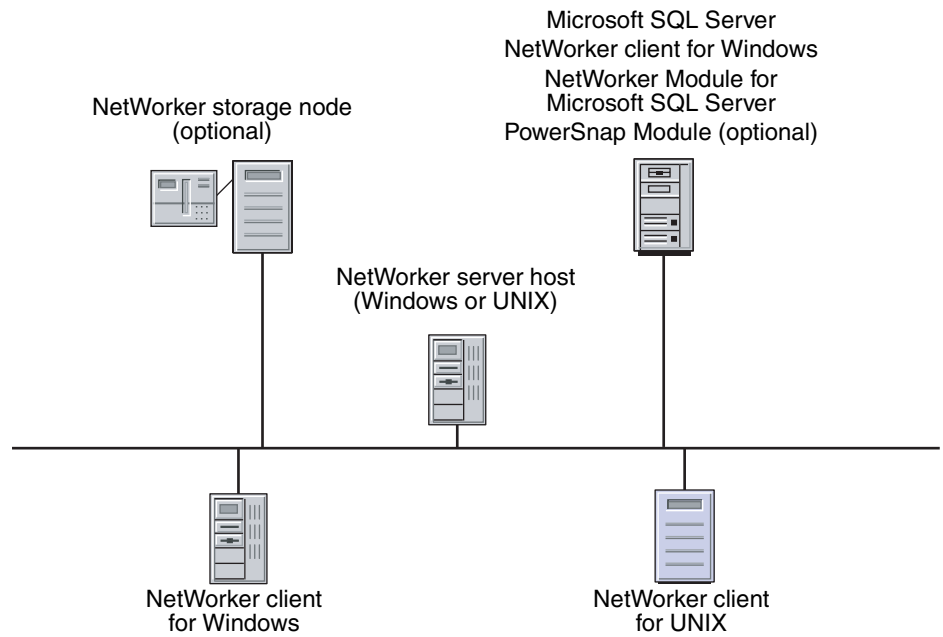 Microsoft SQL Server
NetWorker client for Windows
NetWorker Module for
Microsoft SQL Server
PowerSnap Module (optional)
NetWorker storage node
(optional)
NetWorker server host
(Windows or UNIX)
NetWorker client
for Windows
NetWorker client
for UNIX